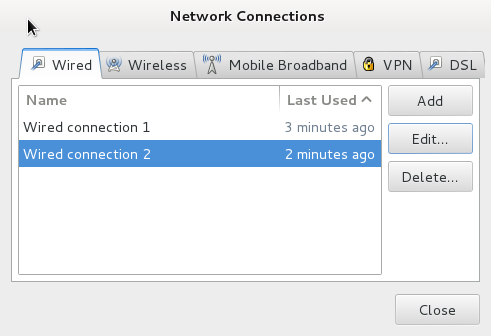 Network Connections
Wired Wireless Mobile Broadband VPN DSL
Name Last Used
Wired connection 1 3 minutes ago
Wired connection 2 2 minutes ago
Add
Edit...
Delete...
Close